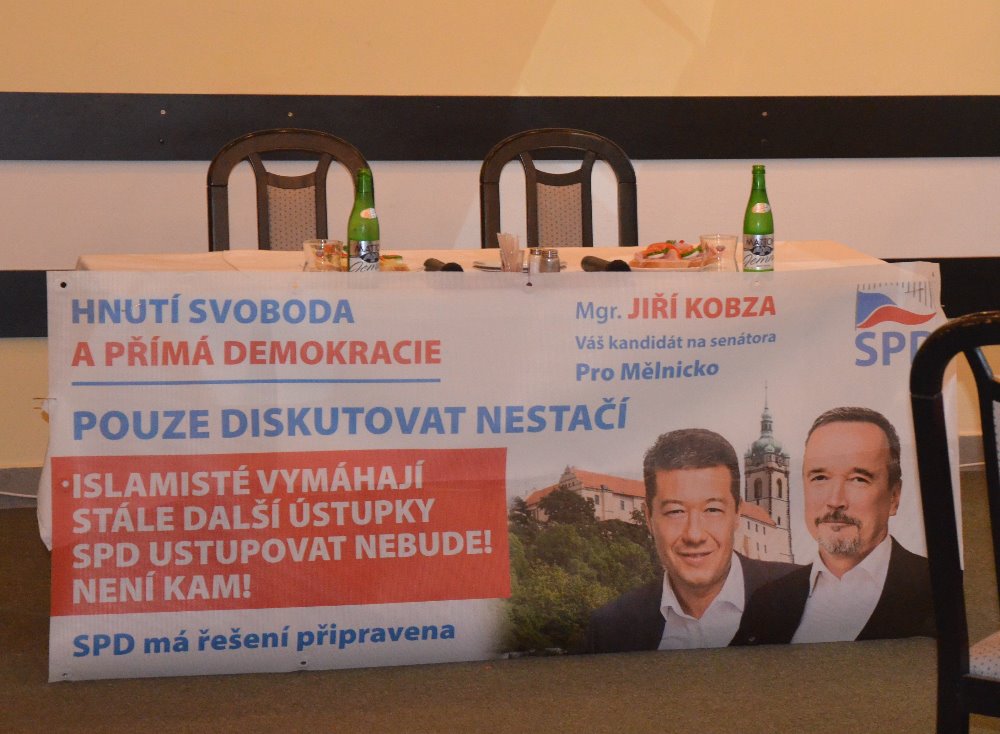 HNUTÍ SVOBODA
A PŘÍMÁ DEMOKRACIE
Mgr. JIŘÍ KOBZA
Váš kandidát na senátora
Pro Mělnicko
SPD
POUZE DISKUTOVAT NESTAČÍ
ISLAMISTÉ VYMÁHAJÍ
STÁLE DALŠÍ ÚSTUPKY
SPD USTUPOVAT NEBUDE!
NENÍ KAM!
SPD má řešení připravena